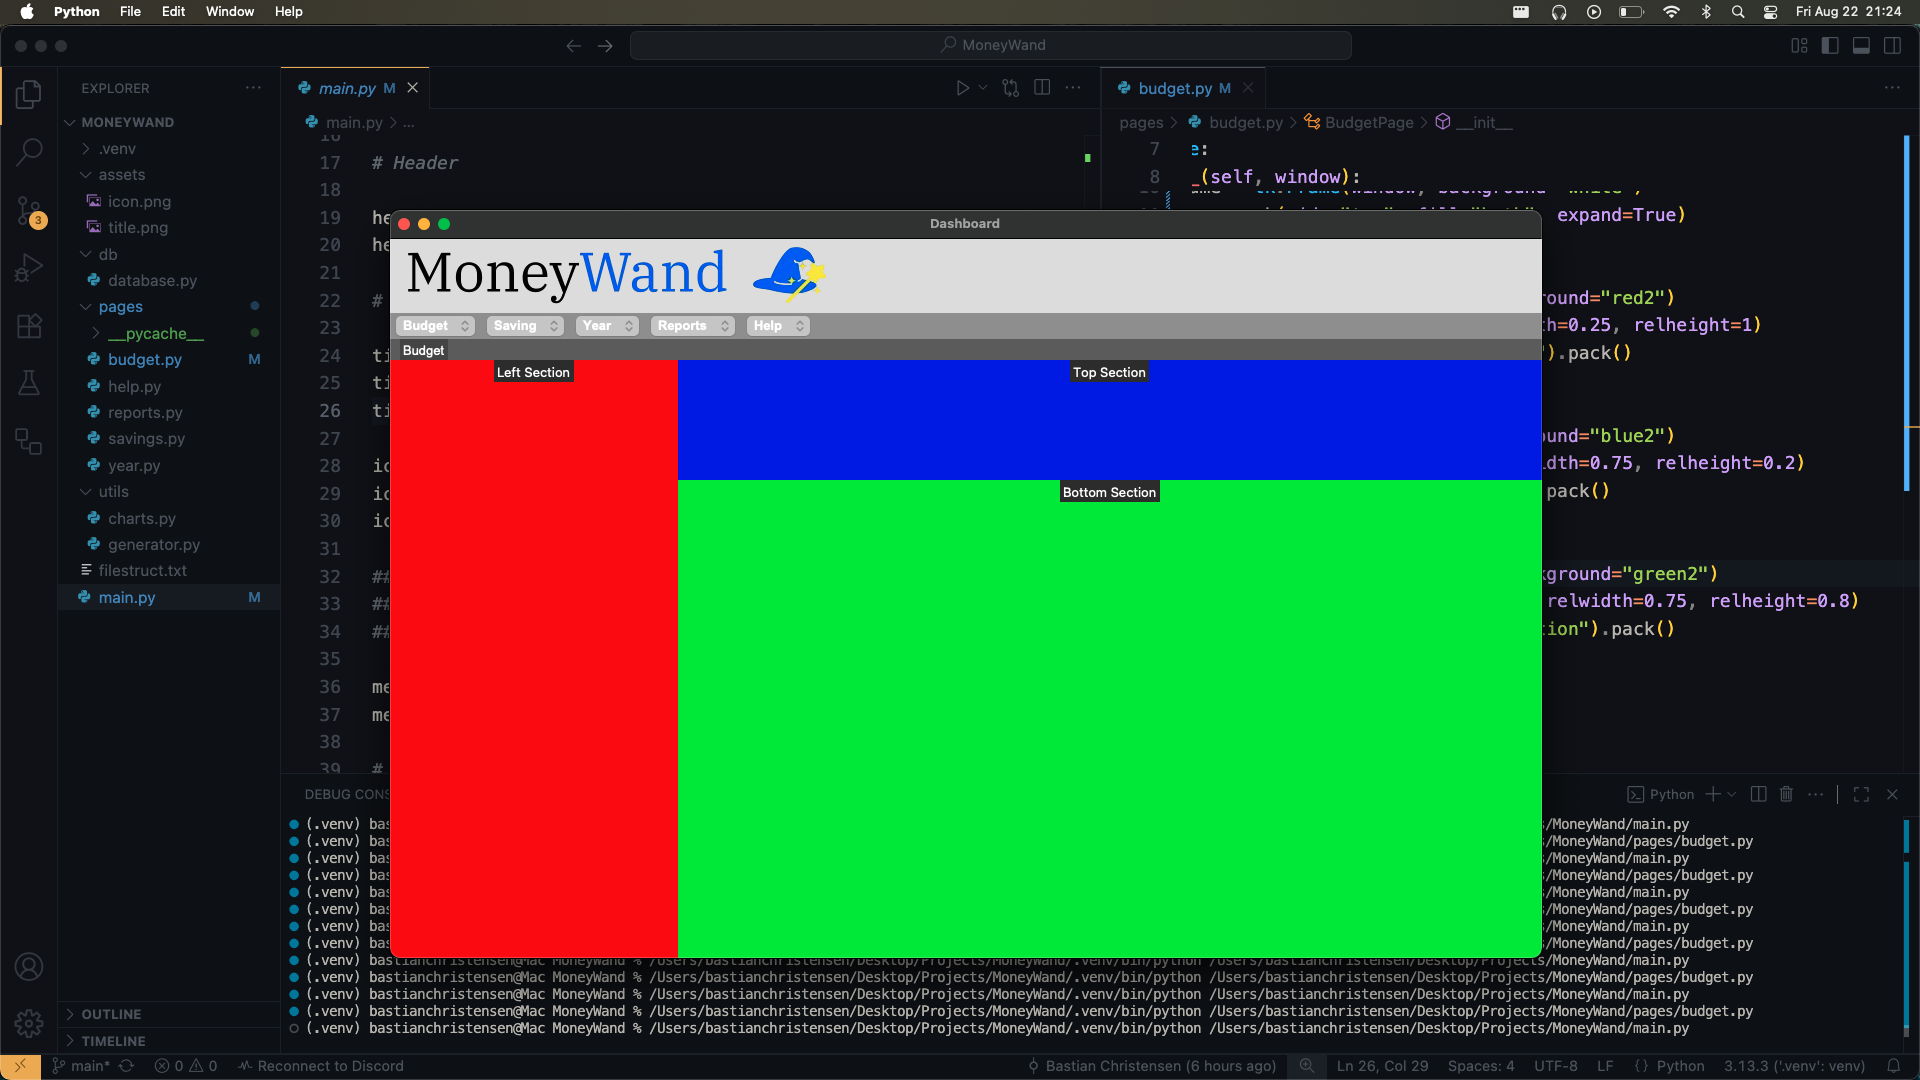 Python File Edit Window Help Fri Aug 22 21:24
MoneyWand
EXPLORER
MONEYWAND
.venv
assets
icon.png
title.png
db
database.py
pages
__pycache__
budget.py M
help.py
reports.py
savings.py
year.py
utils
charts.py
generator.py
filestruct.txt
main.py M
OUTLINE
TIMELINE
3
main.py M
main.py > ...
17 # Header
18
19 he
20 he
21
22 #
23
24 ti
25 ti
26 ti
27
28 ic
29 ic
30 ic
31
32 ##
33 ##
34 ##
35
36 me
37 me
38
39 #
budget.py M
pages > budget.py > BudgetPage > __init__
7 e:
8 _(self, window):
expand=True)
round="red2")
th=0.25, relheight=1)
").pack()
ound="blue2")
idth=0.75, relheight=0.2)
pack()
kground="green2")
relwidth=0.75, relheight=0.8)
tion").pack()
Dashboard
MoneyWand
Budget Saving Year Reports Help
Budget
Left Section
Top Section
Bottom Section
DEBUG CONS
Python
(.venv) bas s/MoneyWand/main.py
(.venv) bas s/MoneyWand/pages/budget.py
(.venv) bas s/MoneyWand/main.py
(.venv) bas s/MoneyWand/pages/budget.py
(.venv) bas s/MoneyWand/main.py
(.venv) bas s/MoneyWand/pages/budget.py
(.venv) bas s/MoneyWand/main.py
(.venv) bas s/MoneyWand/pages/budget.py
(.venv) bastianchristensen@Mac MoneyWand % /Users/bastianchristensen/Desktop/Projects/MoneyWand/.venv/bin/python /Users/bastianchristensen/Desktop/Projects/MoneyWand/main.py
(.venv) bastianchristensen@Mac MoneyWand % /Users/bastianchristensen/Desktop/Projects/MoneyWand/.venv/bin/python /Users/bastianchristensen/Desktop/Projects/MoneyWand/pages/budget.py
(.venv) bastianchristensen@Mac MoneyWand % /Users/bastianchristensen/Desktop/Projects/MoneyWand/.venv/bin/python /Users/bastianchristensen/Desktop/Projects/MoneyWand/main.py
(.venv) bastianchristensen@Mac MoneyWand % /Users/bastianchristensen/Desktop/Projects/MoneyWand/.venv/bin/python /Users/bastianchristensen/Desktop/Projects/MoneyWand/pages/budget.py
(.venv) bastianchristensen@Mac MoneyWand % /Users/bastianchristensen/Desktop/Projects/MoneyWand/.venv/bin/python /Users/bastianchristensen/Desktop/Projects/MoneyWand/main.py
main* 0 0 Reconnect to Discord Bastian Christensen (6 hours ago) Ln 26, Col 29 Spaces: 4 UTF-8 LF {} Python 3.13.3 ('.venv': venv)